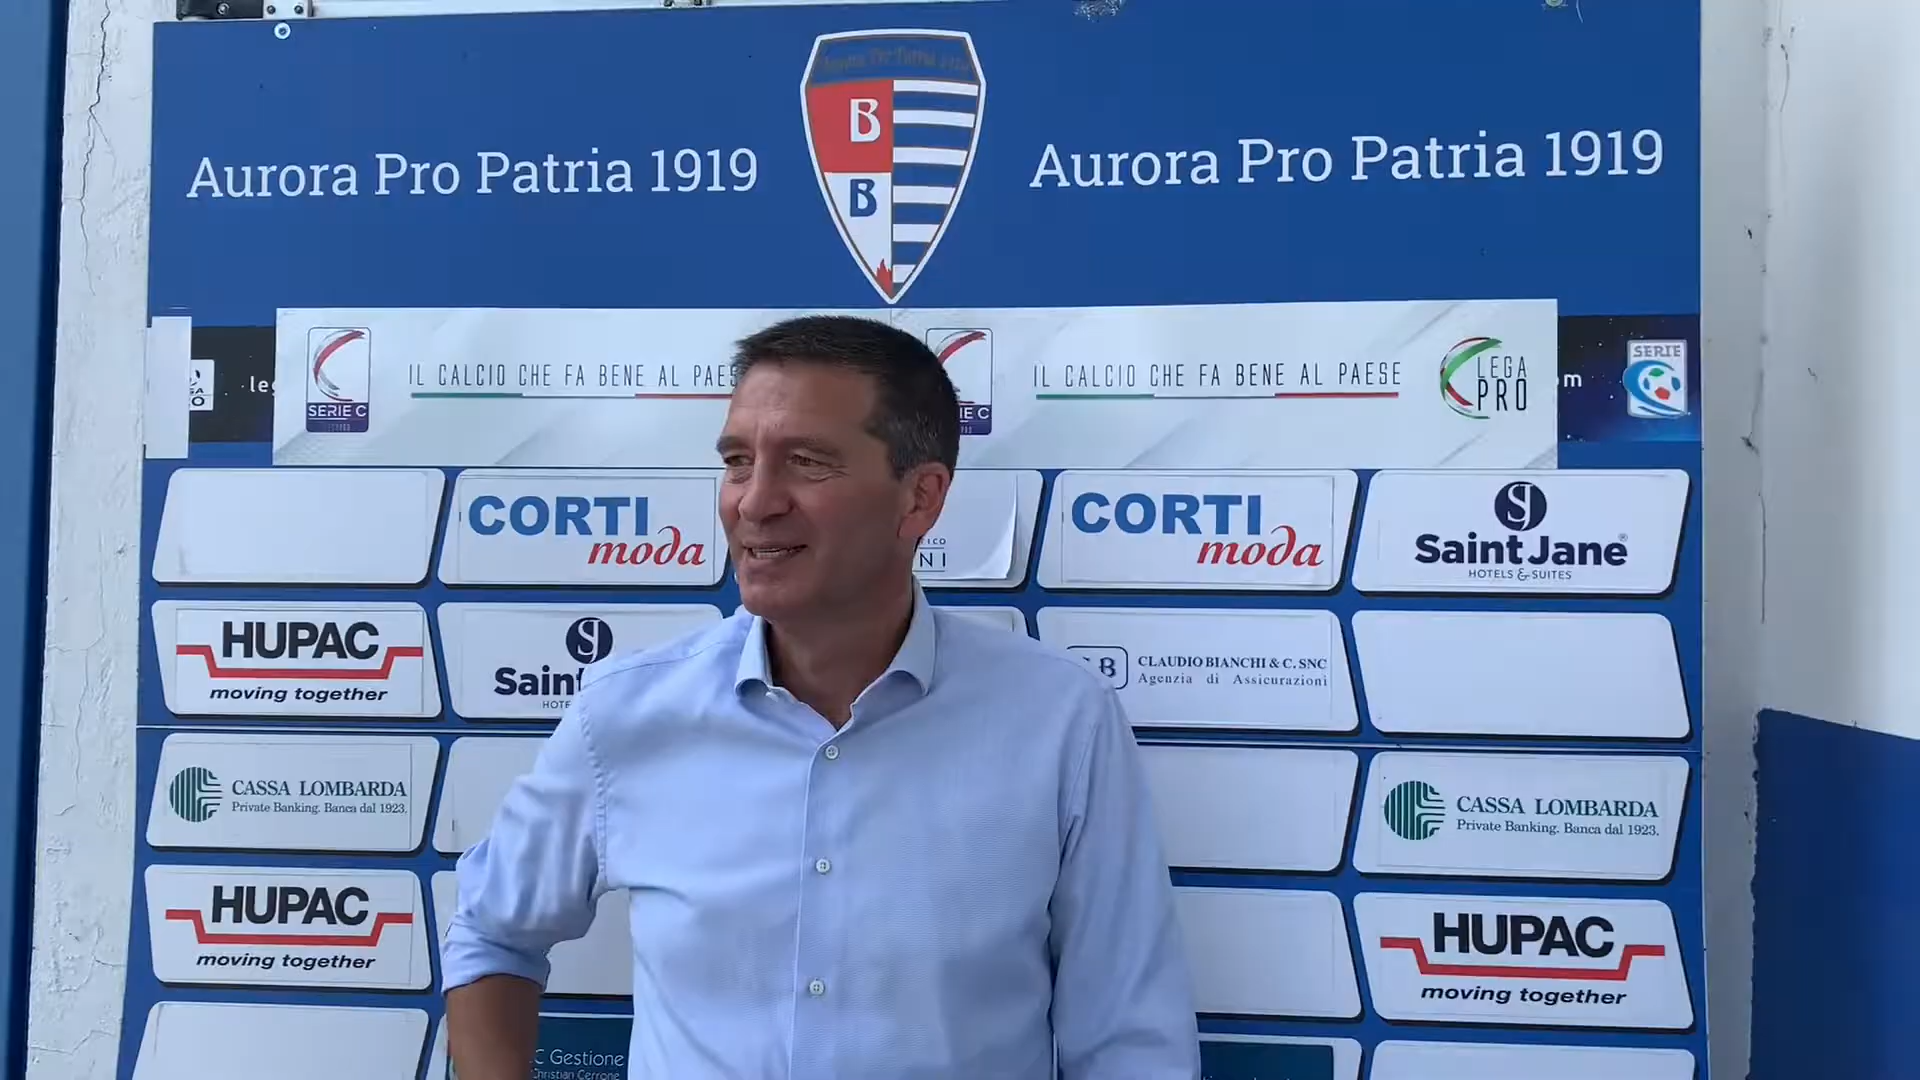 Aurora Pro Patria 1919
Aurora Pro Patria 1919
B
B
SERIE C
IL CALCIO CHE FA BENE AL PAESE
IL CALCIO CHE FA BENE AL PAESE
LEGA
PRO
SERIE
CORTI
moda
CORTI
moda
Saint Jane®
HOTELS & SUITES
HUPAC
moving together
CLAUDIO BIANCHI & C. SNC
Agenzia di Assicurazioni
CASSA LOMBARDA
Private Banking. Banca dal 1923.
CASSA LOMBARDA
Private Banking. Banca dal 1923.
HUPAC
moving together
HUPAC
moving together
C Gestione
Christian Cerrone